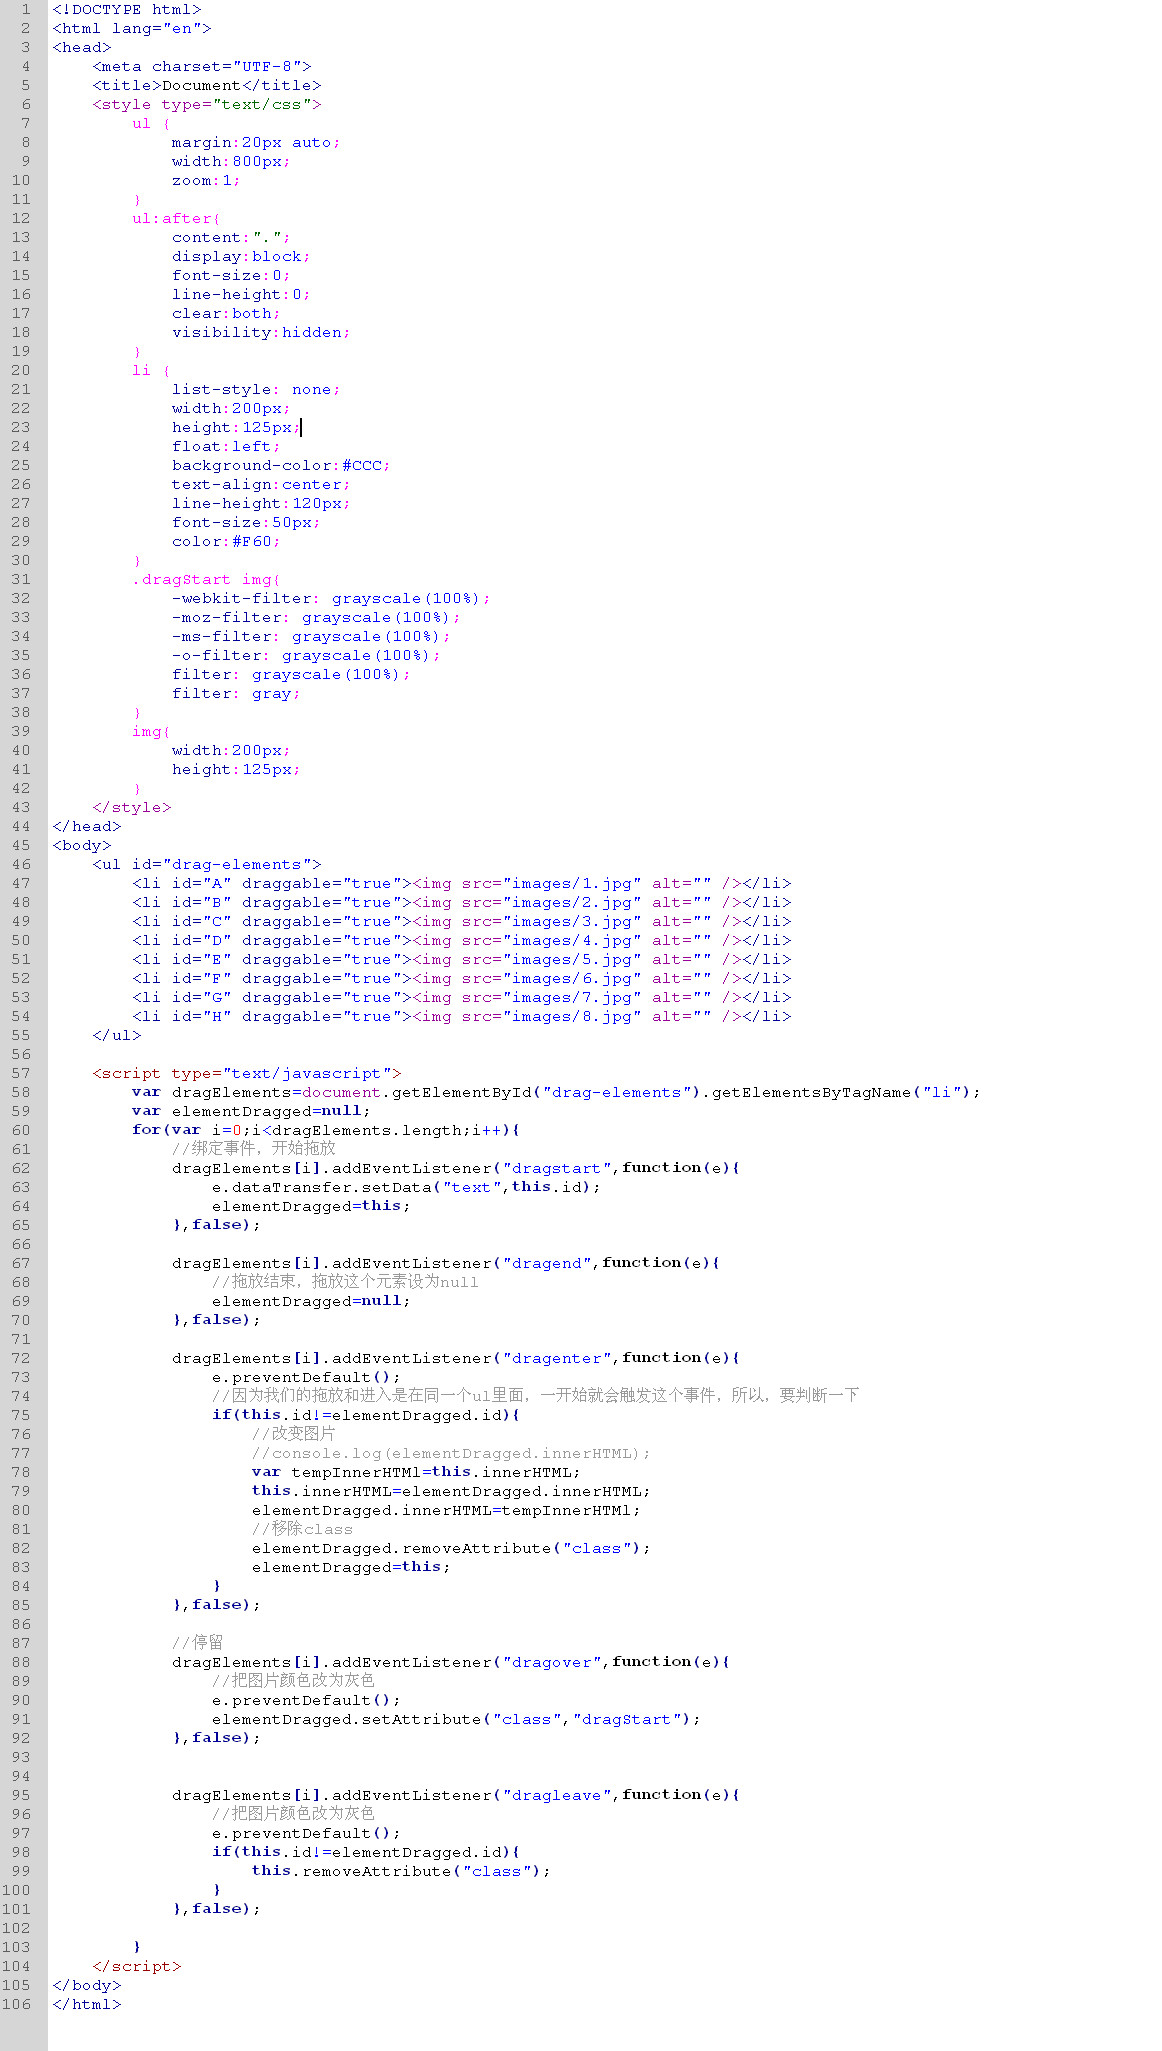 1 <!DOCTYPE html>
2 <html lang="en">
3 <head>
4     <meta charset="UTF-8">
5     <title>Document</title>
6     <style type="text/css">
7         ul {
8             margin:20px auto;
9             width:800px;
10             zoom:1;
11         }
12         ul:after{
13             content:".";
14             display:block;
15             font-size:0;
16             line-height:0;
17             clear:both;
18             visibility:hidden;
19         }
20         li {
21             list-style: none;
22             width:200px;
23             height:125px;
24             float:left;
25             background-color:#CCC;
26             text-align:center;
27             line-height:120px;
28             font-size:50px;
29             color:#F60;
30         }
31         .dragStart img{
32             -webkit-filter: grayscale(100%);
33             -moz-filter: grayscale(100%);
34             -ms-filter: grayscale(100%);
35             -o-filter: grayscale(100%);
36             filter: grayscale(100%);
37             filter: gray;
38         }
39         img{
40             width:200px;
41             height:125px;
42         }
43     </style>
44 </head>
45 <body>
46     <ul id="drag-elements">
47         <li id="A" draggable="true"><img src="images/1.jpg" alt="" /></li>
48         <li id="B" draggable="true"><img src="images/2.jpg" alt="" /></li>
49         <li id="C" draggable="true"><img src="images/3.jpg" alt="" /></li>
50         <li id="D" draggable="true"><img src="images/4.jpg" alt="" /></li>
51         <li id="E" draggable="true"><img src="images/5.jpg" alt="" /></li>
52         <li id="F" draggable="true"><img src="images/6.jpg" alt="" /></li>
53         <li id="G" draggable="true"><img src="images/7.jpg" alt="" /></li>
54         <li id="H" draggable="true"><img src="images/8.jpg" alt="" /></li>
55     </ul>
56
57     <script type="text/javascript">
58         var dragElements=document.getElementById("drag-elements").getElementsByTagName("li");
59         var elementDragged=null;
60         for(var i=0;i<dragElements.length;i++){
61             //绑定事件，开始拖放
62             dragElements[i].addEventListener("dragstart",function(e){
63                 e.dataTransfer.setData("text",this.id);
64                 elementDragged=this;
65             },false);
66
67             dragElements[i].addEventListener("dragend",function(e){
68                 //拖放结束，拖放这个元素设为null
69                 elementDragged=null;
70             },false);
71
72             dragElements[i].addEventListener("dragenter",function(e){
73                 e.preventDefault();
74                 //因为我们的拖放和进入是在同一个ul里面，一开始就会触发这个事件，所以，要判断一下
75                 if(this.id!=elementDragged.id){
76                     //改变图片
77                     //console.log(elementDragged.innerHTML);
78                     var tempInnerHTMl=this.innerHTML;
79                     this.innerHTML=elementDragged.innerHTML;
80                     elementDragged.innerHTML=tempInnerHTMl;
81                     //移除class
82                     elementDragged.removeAttribute("class");
83                     elementDragged=this;
84                 }
85             },false);
86
87             //停留
88             dragElements[i].addEventListener("dragover",function(e){
89                 //把图片颜色改为灰色
90                 e.preventDefault();
91                 elementDragged.setAttribute("class","dragStart");
92             },false);
93
94
95             dragElements[i].addEventListener("dragleave",function(e){
96                 //把图片颜色改为灰色
97                 e.preventDefault();
98                 if(this.id!=elementDragged.id){
99                     this.removeAttribute("class");
100                 }
101             },false);
102
103         }
104     </script>
105 </body>
106 </html>